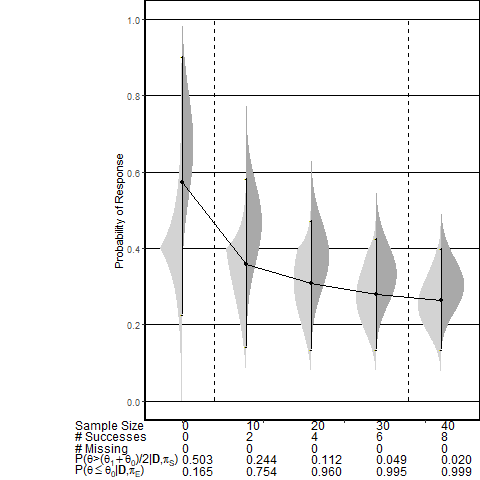 1.0
0.8
0.6
0.4
0.2
0.0
Probability of Response
Sample Size 0 10 20 30 40
# Successes 0 2 4 6 8
# Missing 0 0 0 0 0
P(θ>(θ₁+θ₀)/2|D,πS) 0.503 0.244 0.112 0.049 0.020
P(θ≤θ₀|D,πE) 0.165 0.754 0.960 0.995 0.999